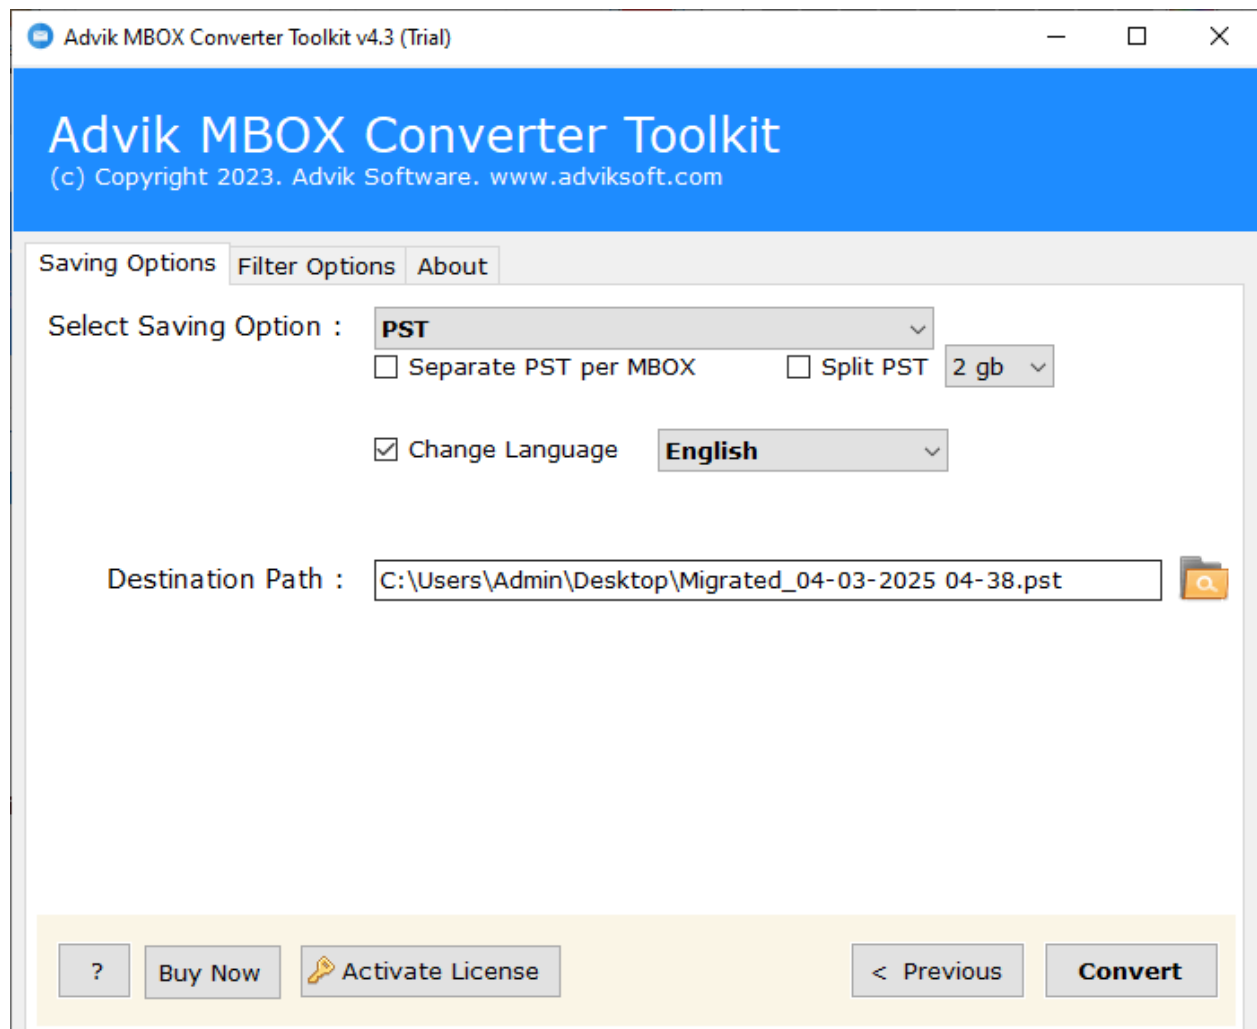 Advik MBOX Converter Toolkit v4.3 (Trial)
Advik MBOX Converter Toolkit
(c) Copyright 2023. Advik Software. www.adviksoft.com
Saving Options Filter Options About
Select Saving Option : PST
Separate PST per MBOX Split PST 2 gb
Change Language English
Destination Path : C:\Users\Admin\Desktop\Migrated_04-03-2025 04-38.pst
? Buy Now Activate License < Previous Convert